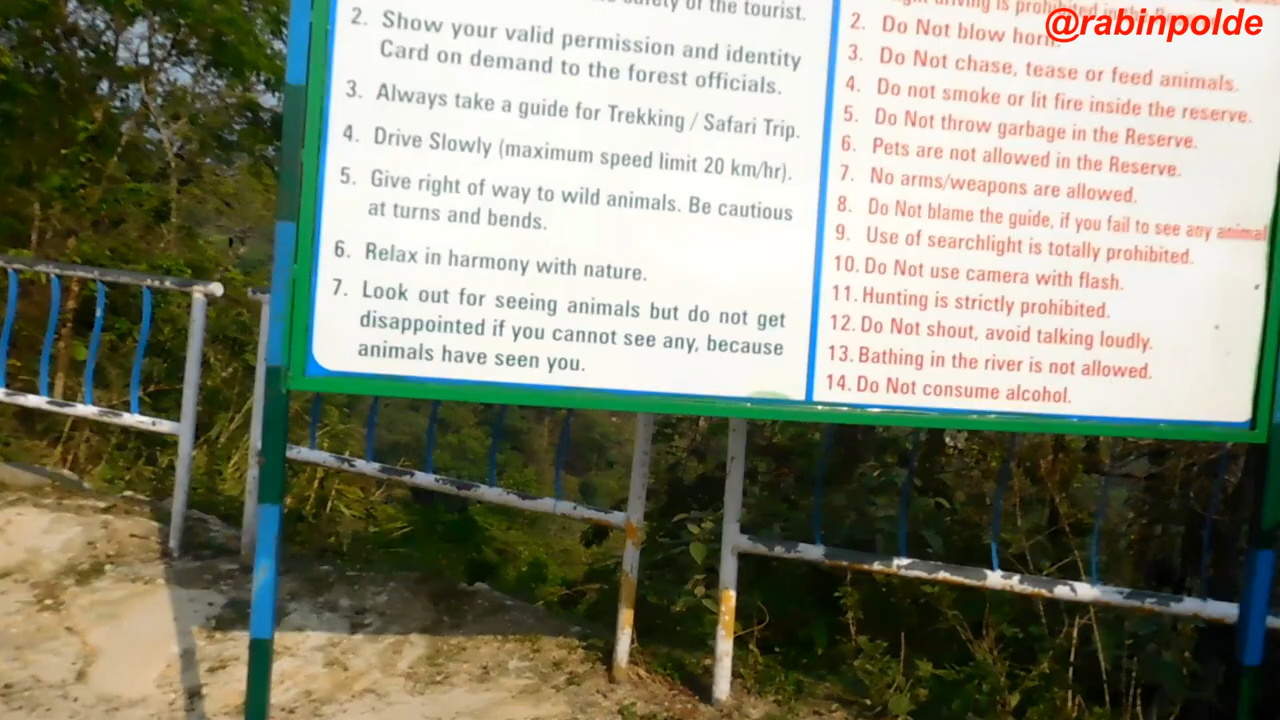 of the tourist.
2. Show your valid permission and identity
Card on demand to the forest officials.
3. Always take a guide for Trekking / Safari Trip.
4. Drive Slowly (maximum speed limit 20 km/hr).
5. Give right of way to wild animals. Be cautious
at turns and bends.
6. Relax in harmony with nature.
7. Look out for seeing animals but do not get
disappointed if you cannot see any, because
animals have seen you.
driving is prohibited in the
2. Do Not blow horn.
3. Do Not chase, tease or feed animals.
4. Do not smoke or lit fire inside the reserve.
5. Do Not throw garbage in the Reserve.
6. Pets are not allowed in the Reserve.
7. No arms/weapons are allowed.
8. Do Not blame the guide, if you fail to see any animal
9. Use of searchlight is totally prohibited.
10. Do Not use camera with flash.
11. Hunting is strictly prohibited.
12. Do Not shout, avoid talking loudly.
13. Bathing in the river is not allowed.
14. Do Not consume alcohol.
@rabinpolde